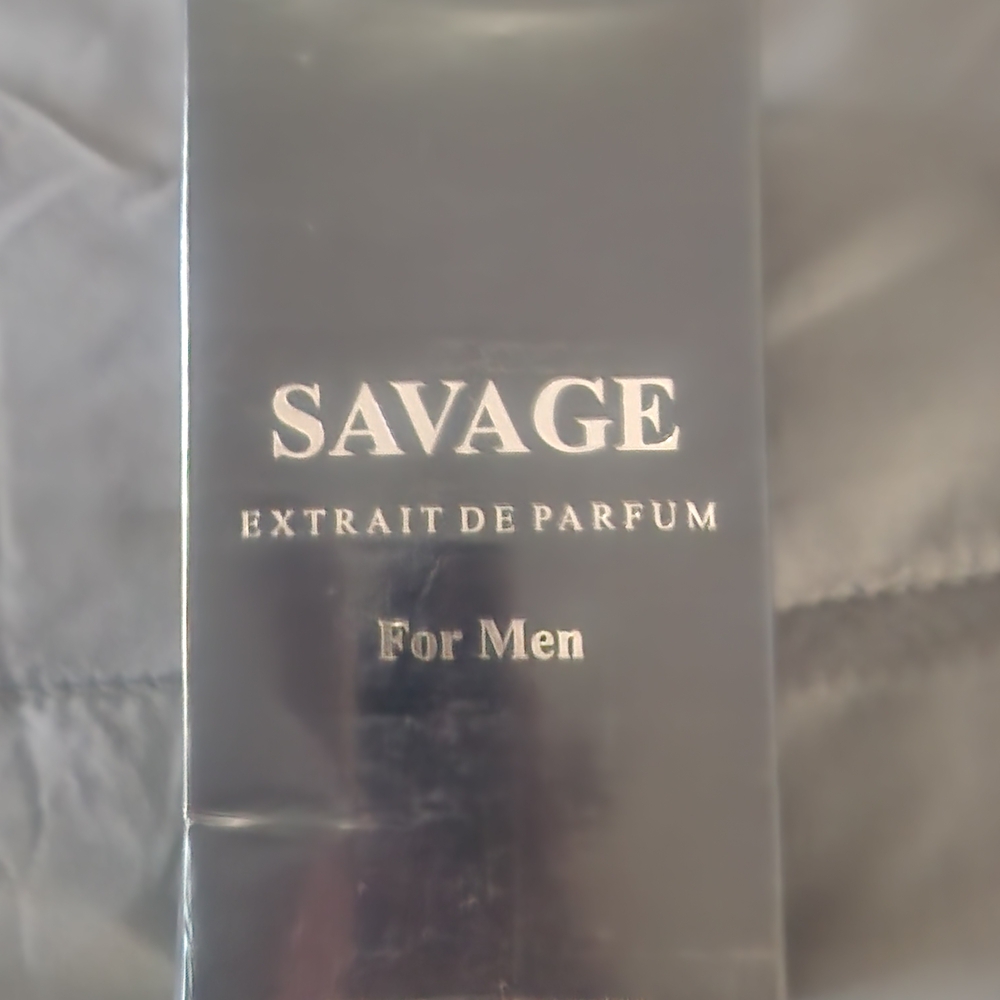 SAVAGE
EXTRAIT DE PARFUM
For Men